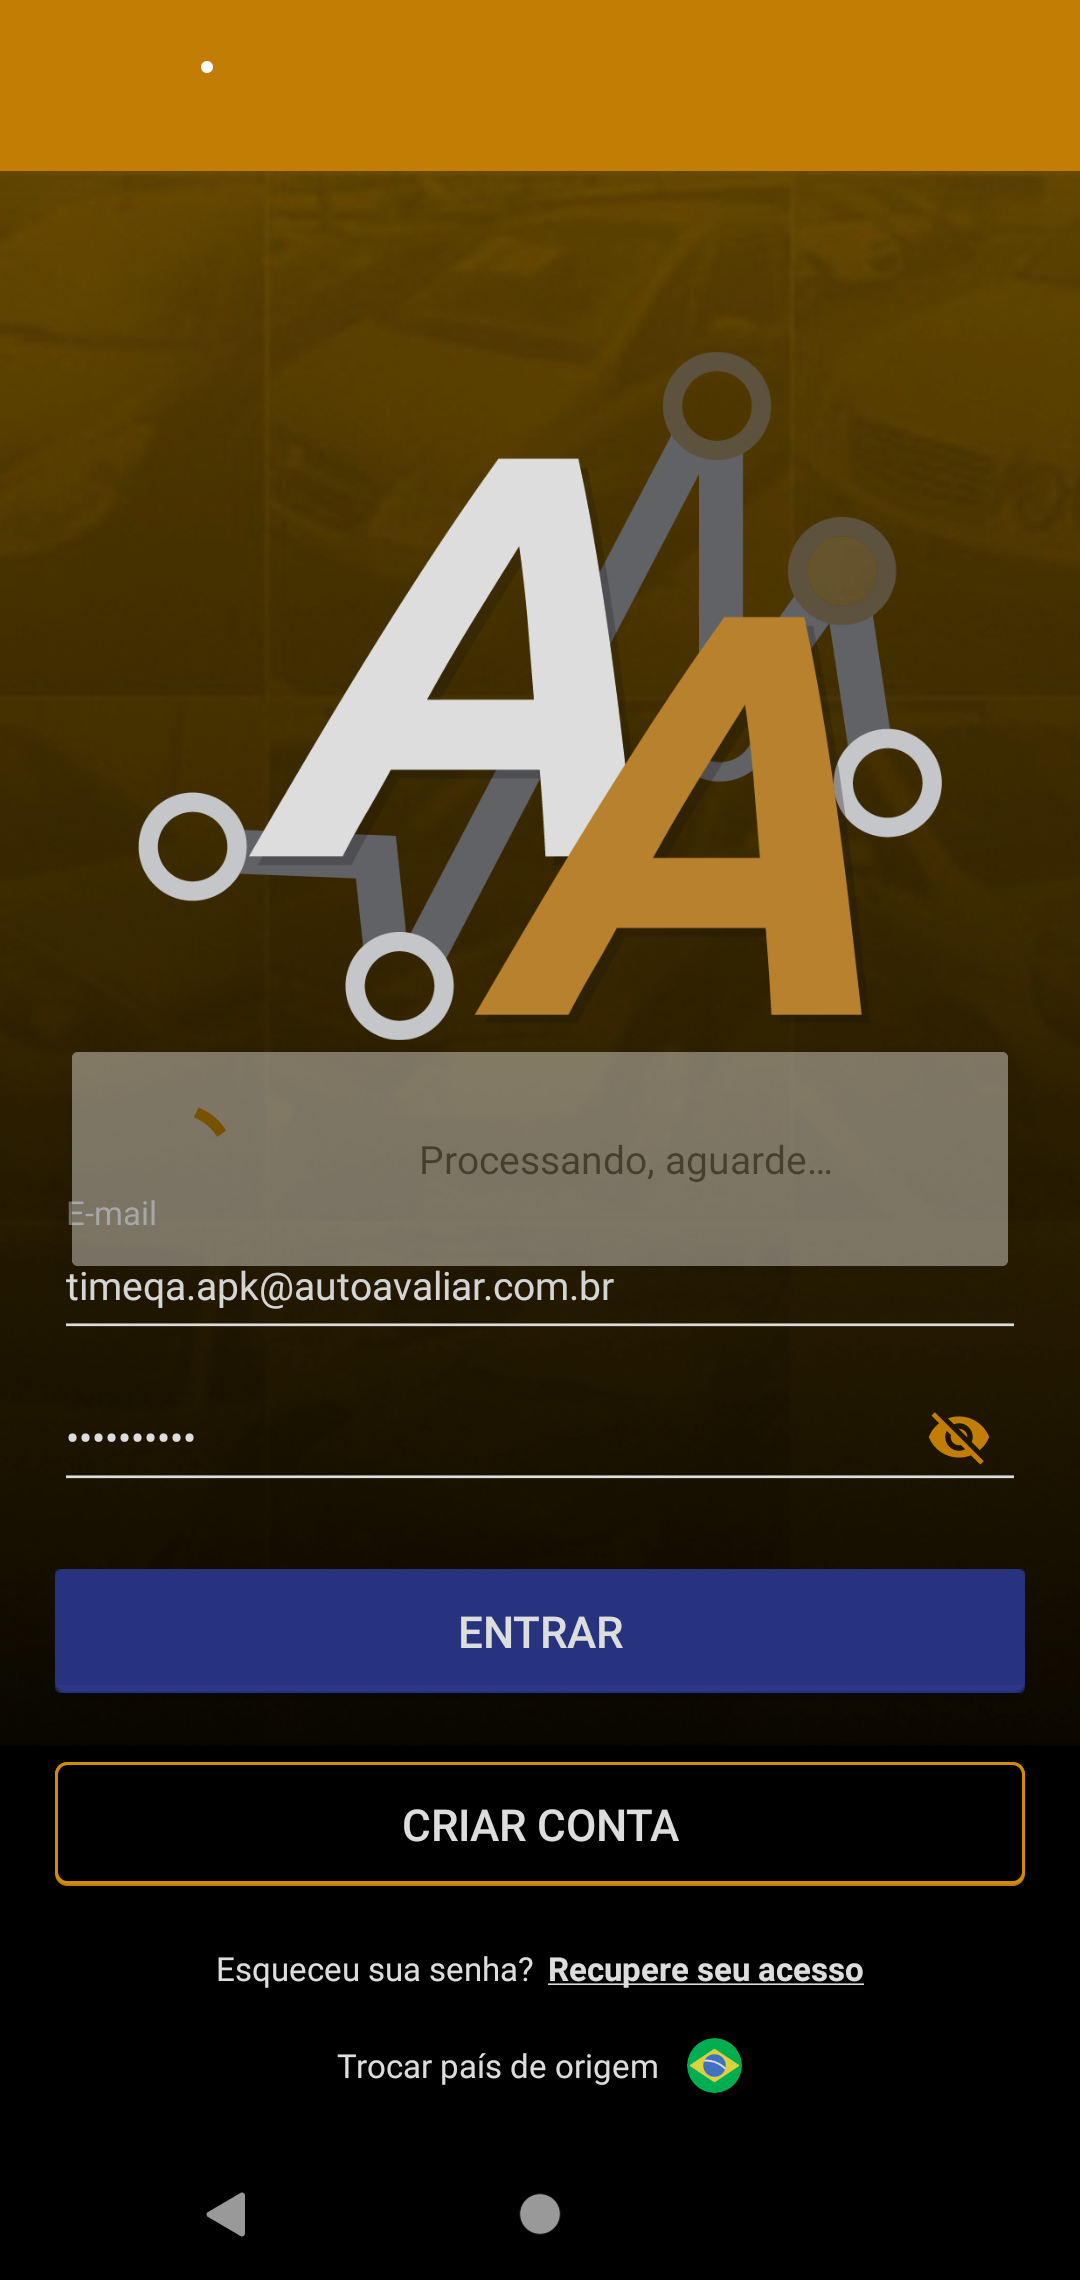 AA
Processando, aguarde...
E-mail
timeqa.apk@autoavaliar.com.br
••••••••••
ENTRAR
CRIAR CONTA
Esqueceu sua senha? Recupere seu acesso
Trocar país de origem